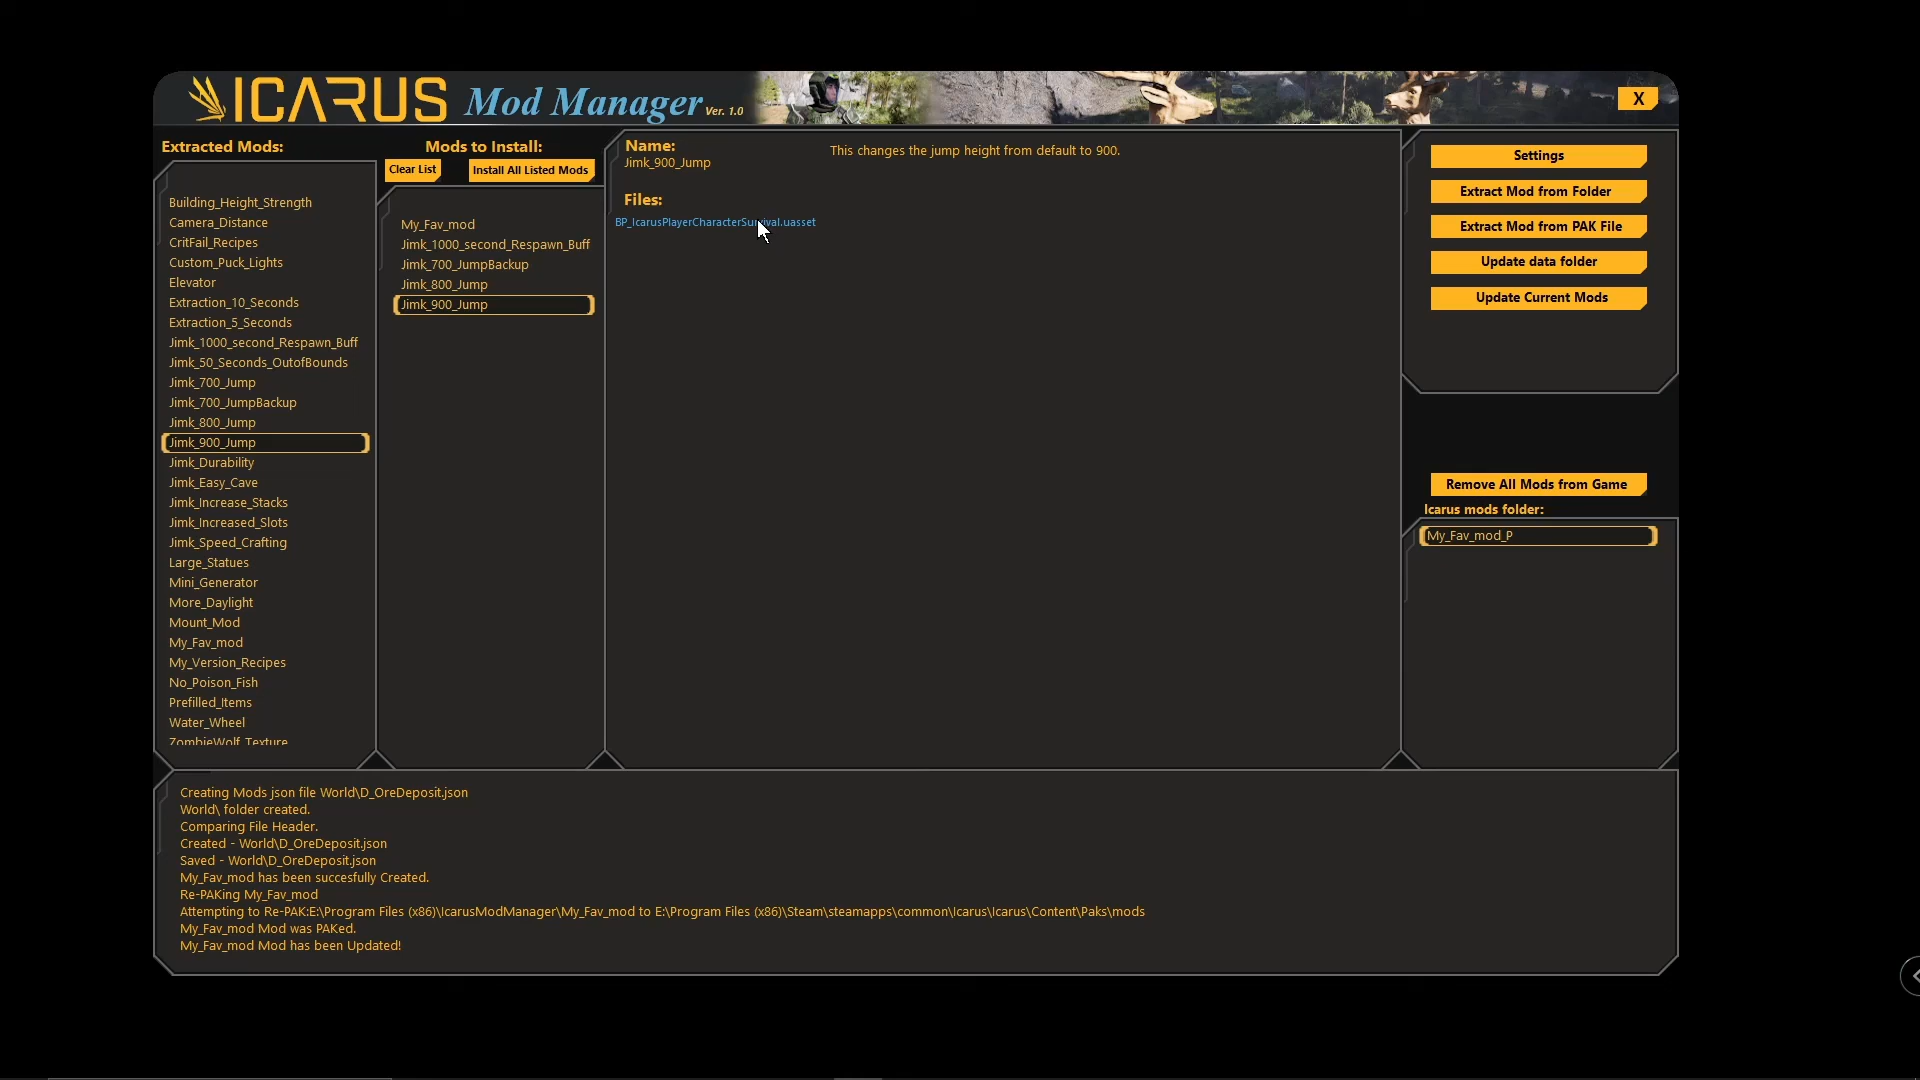 ICARUS Mod Manager Ver. 1.0
X
Extracted Mods:
Building_Height_Strength
Camera_Distance
CritFail_Recipes
Custom_Puck_Lights
Elevator
Extraction_10_Seconds
Extraction_5_Seconds
Jimk_1000_second_Respawn_Buff
Jimk_50_Seconds_OutofBounds
Jimk_700_Jump
Jimk_700_JumpBackup
Jimk_800_Jump
Jimk_900_Jump
Jimk_Durability
Jimk_Easy_Cave
Jimk_Increase_Stacks
Jimk_Increased_Slots
Jimk_Speed_Crafting
Large_Statues
Mini_Generator
More_Daylight
Mount_Mod
My_Fav_mod
My_Version_Recipes
No_Poison_Fish
Prefilled_Items
Water_Wheel
ZombieWolf_Texture
Mods to Install:
Clear List
Install All Listed Mods
My_Fav_mod
Jimk_1000_second_Respawn_Buff
Jimk_700_JumpBackup
Jimk_800_Jump
Jimk_900_Jump
Name:
Jimk_900_Jump
This changes the jump height from default to 900.
Files:
BP_IcarusPlayerCharacterSurvival.uasset
Settings
Extract Mod from Folder
Extract Mod from PAK File
Update data folder
Update Current Mods
Remove All Mods from Game
Icarus mods folder:
My_Fav_mod_P
Creating Mods json file World\D_OreDeposit.json
World\ folder created.
Comparing File Header.
Created - World\D_OreDeposit.json
Saved - World\D_OreDeposit.json
My_Fav_mod has been succesfully Created.
Re-PAKing My_Fav_mod
Attempting to Re-PAK:E:\Program Files (x86)\IcarusModManager\My_Fav_mod to E:\Program Files (x86)\Steam\steamapps\common\Icarus\Icarus\Content\Paks\mods
My_Fav_mod Mod was PAKed.
My_Fav_mod Mod has been Updated!